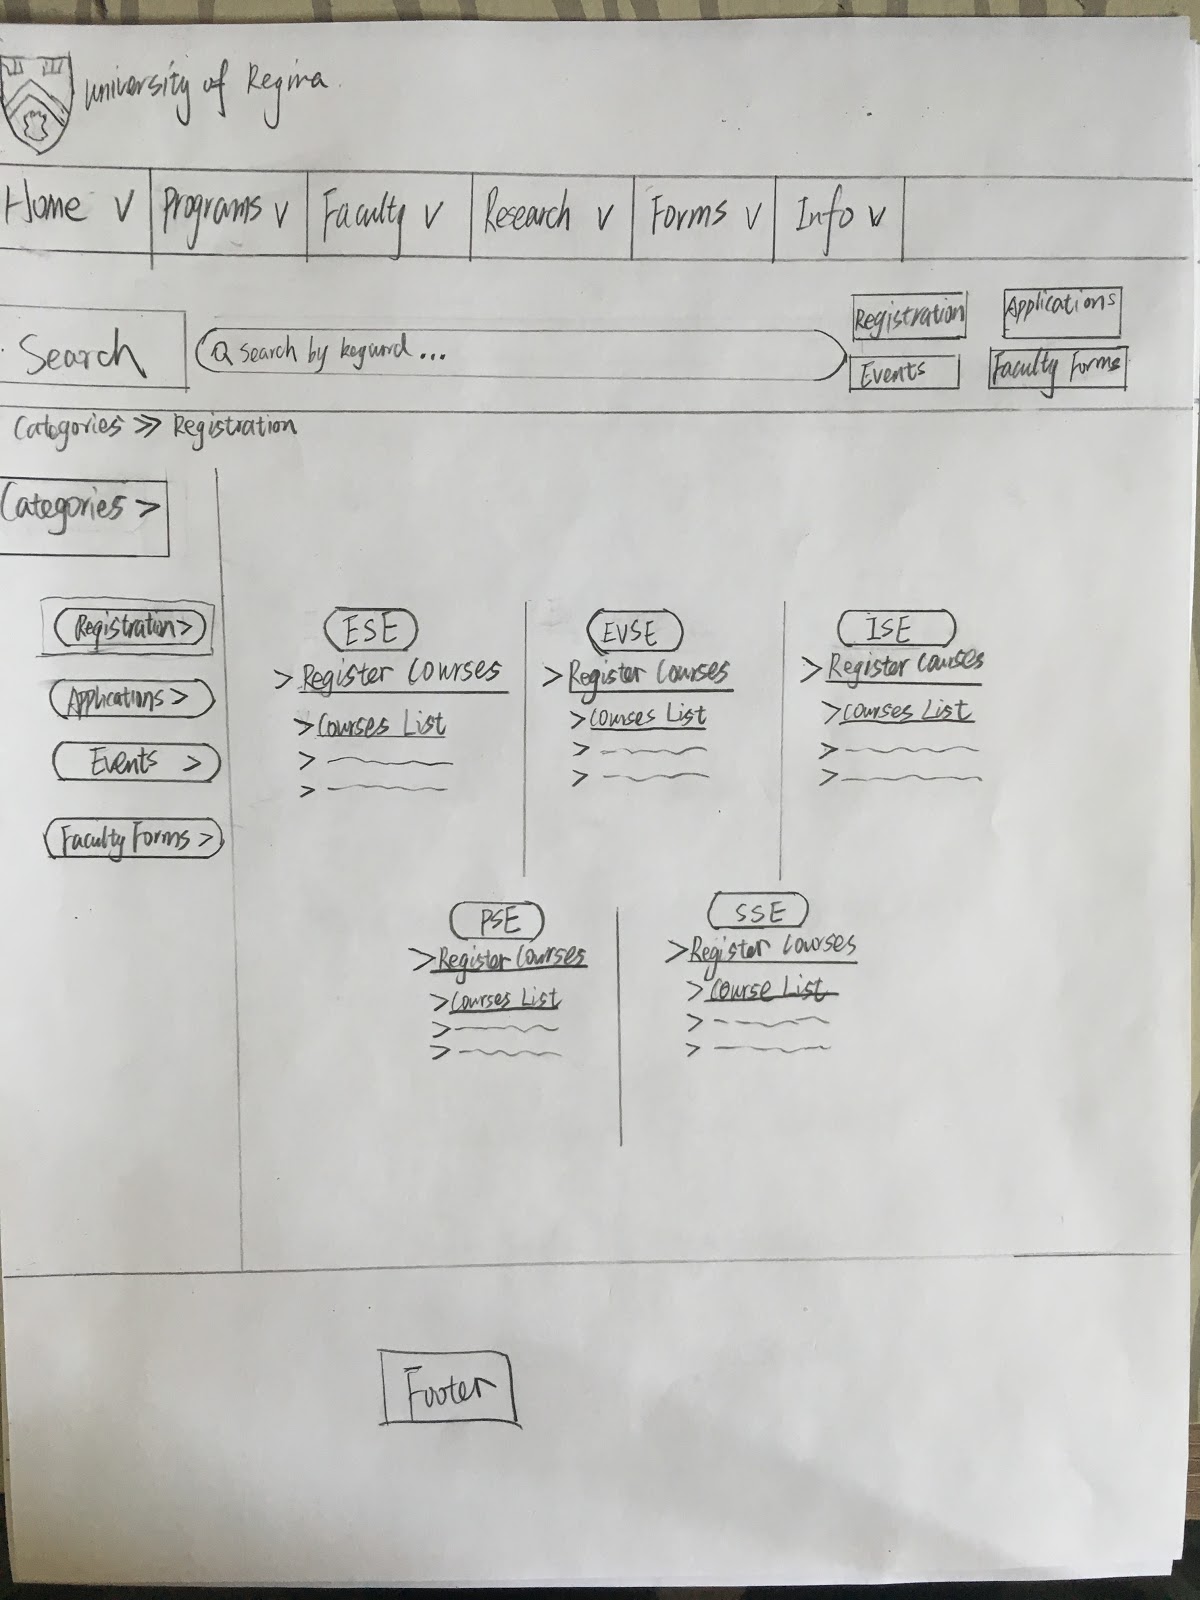 University of Regina
Home V Programs V Faculty V Research V Forms V Info V
Registration Applications
Search Search by keyword...
Events Faculty Forms
Categories >> Registration
Categories >
Registration >
Applications >
Events >
Faculty Forms >
ESE EVSE ISE
> Register Courses > Register Courses > Register Courses
> Courses List > Courses List > Courses List
PSE SSE
> Register Courses > Register Courses
> Courses List > Course List
Footer